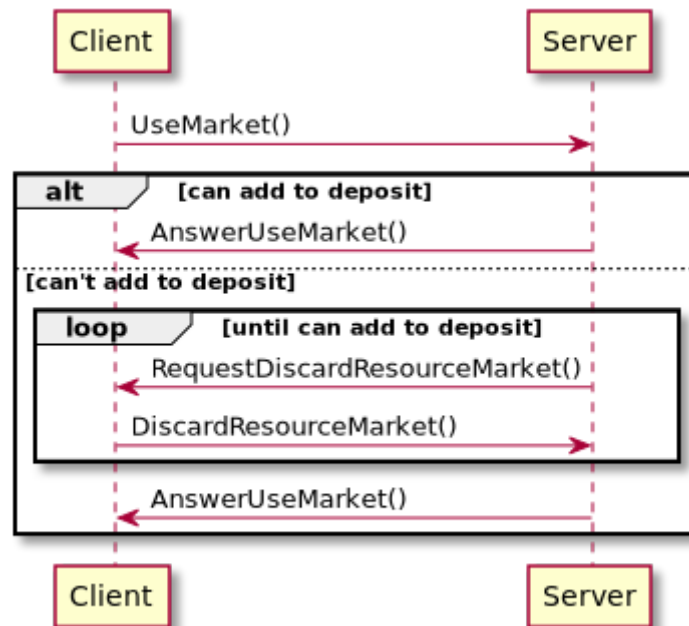 Client Server
UseMarket()
alt [can add to deposit]
AnswerUseMarket()
[can't add to deposit]
loop [until can add to deposit]
RequestDiscardResourceMarket()
DiscardResourceMarket()
AnswerUseMarket()
Client Server